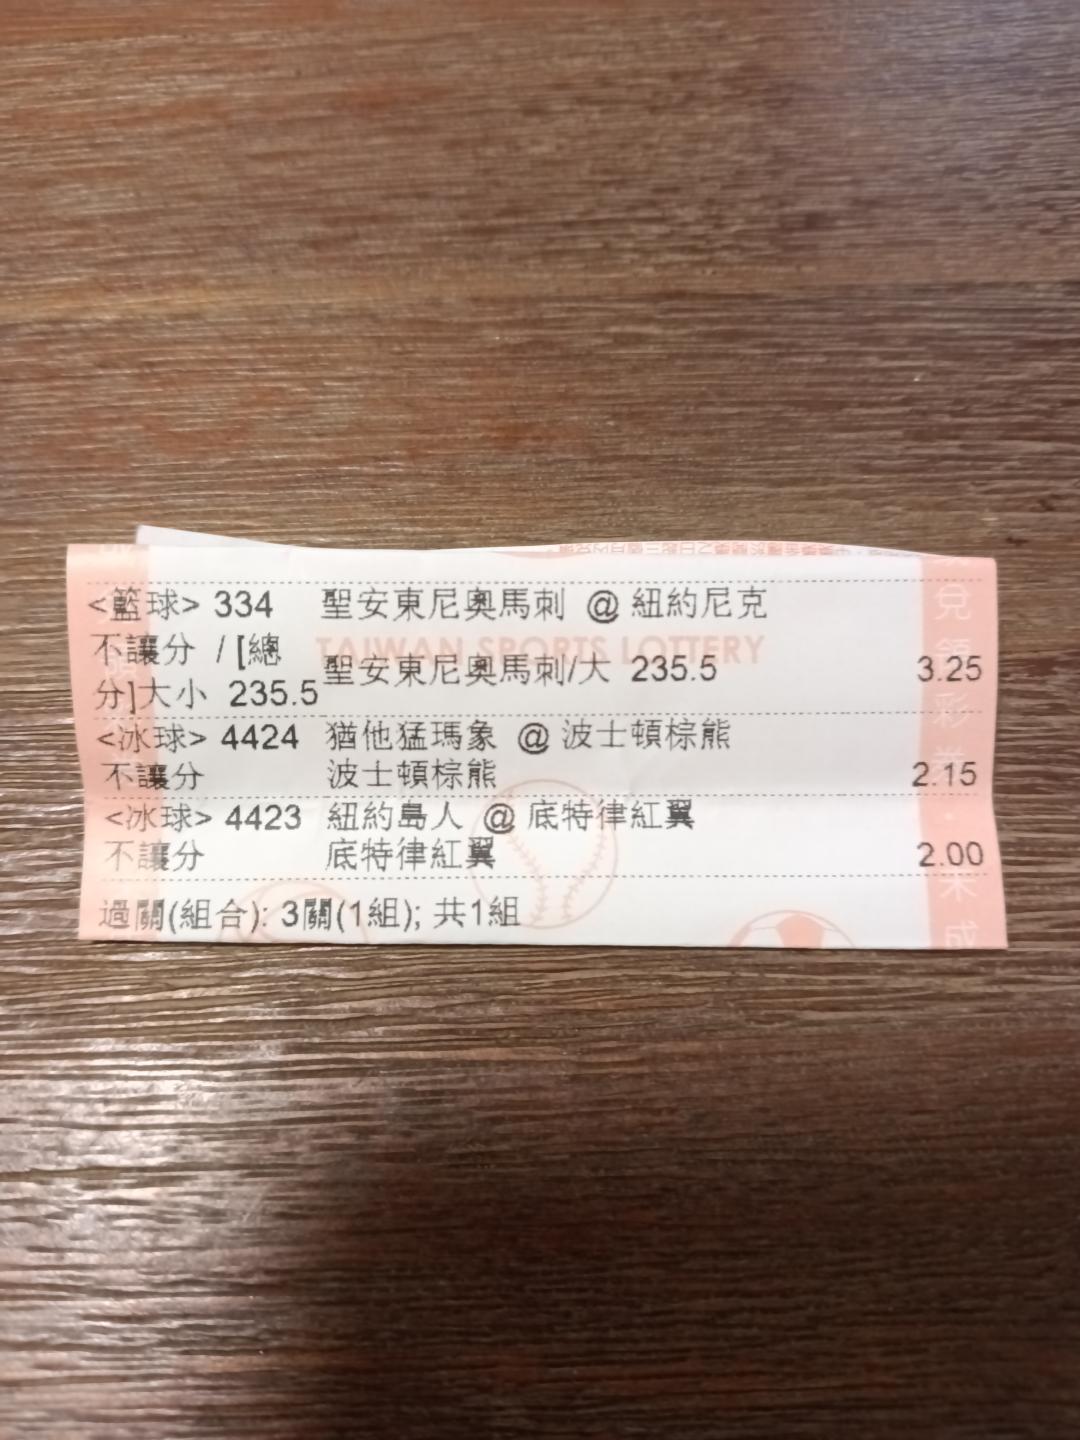 <籃球> 334 聖安東尼奧馬刺 @ 紐約尼克
不讓分 / [總
分]大小 235.5 聖安東尼奧馬刺/大 235.5 3.25
TAIWAN SPORTS LOTTERY
<冰球> 4424 猶他猛瑪象 @ 波士頓棕熊
不讓分 波士頓棕熊 2.15
<冰球> 4423 紐約島人 @ 底特律紅翼
不讓分 底特律紅翼 2.00
過關(組合): 3關(1組); 共1組
兌領彩券